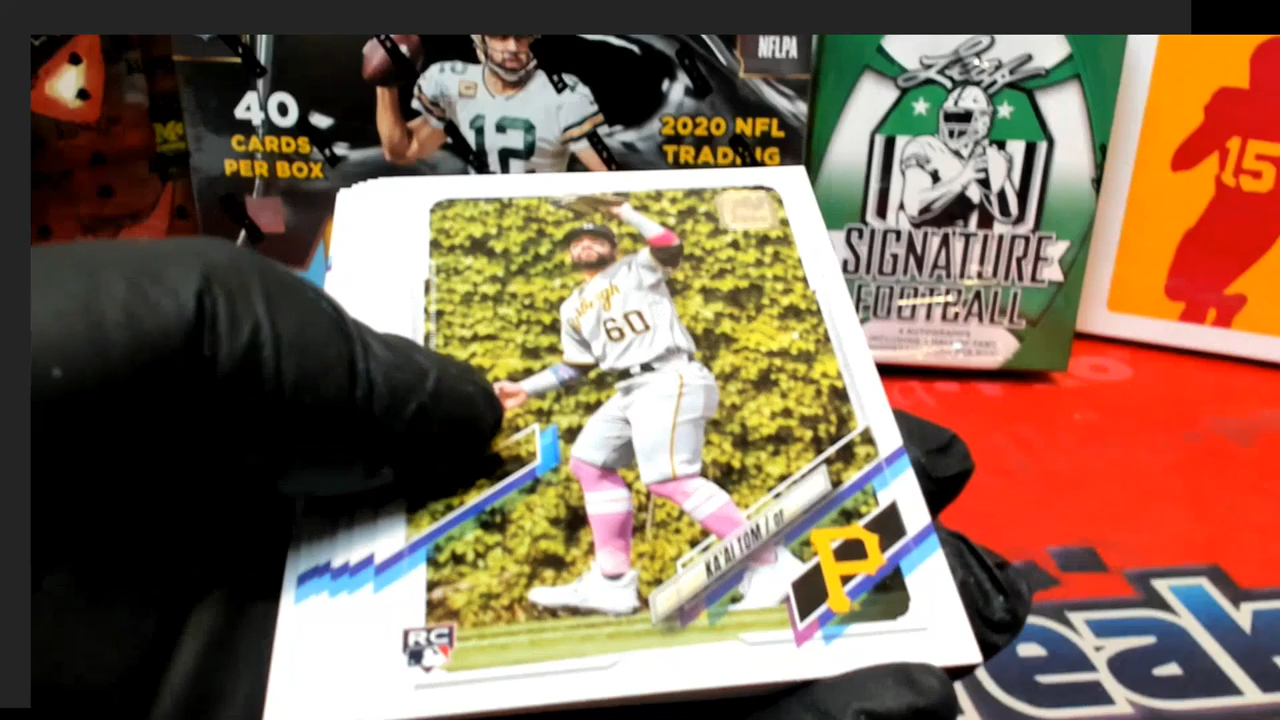 NFLPA
40
CARDS
PER BOX
12
2020 NFL
TRADING
Leaf
SIGNATURE
FOOTBALL
15
60
KA'AI TOM / OF
P
RC
eak